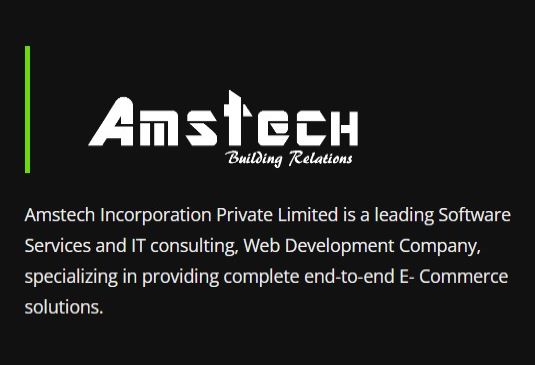 Amstech
Building Relations
Amstech Incorporation Private Limited is a leading Software
Services and IT consulting, Web Development Company,
specializing in providing complete end-to-end E- Commerce
solutions.